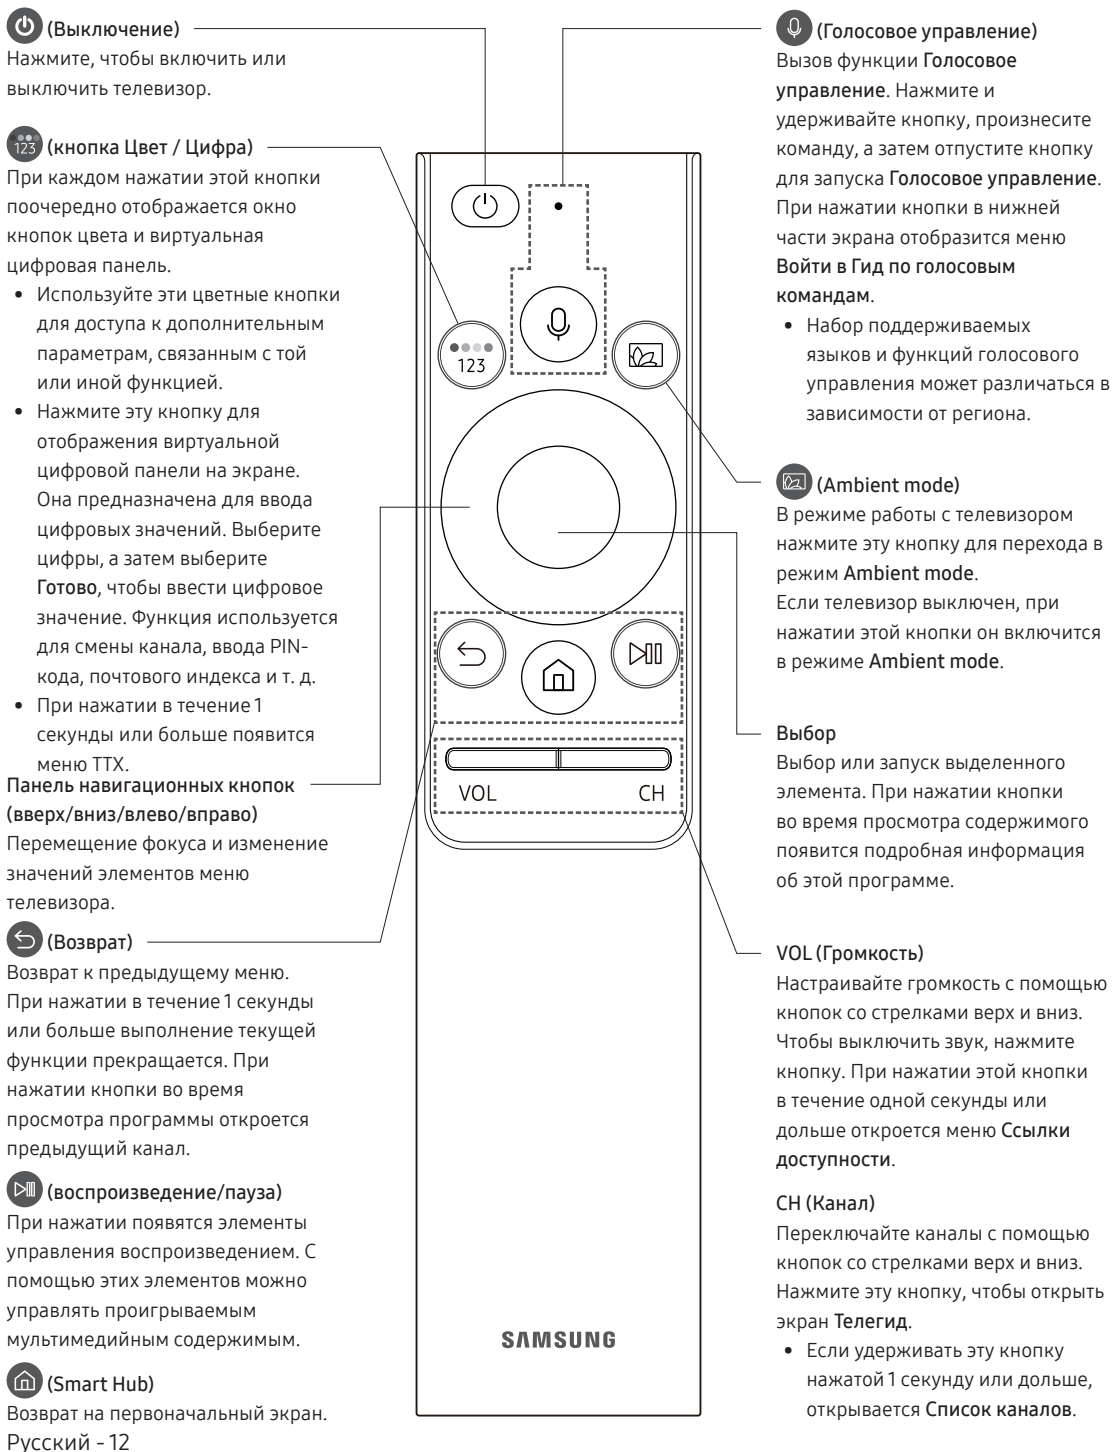 (Выключение)
Нажмите, чтобы включить или
выключить телевизор.
123 (кнопка Цвет / Цифра)
При каждом нажатии этой кнопки
поочередно отображается окно
кнопок цвета и виртуальная
цифровая панель.
• Используйте эти цветные кнопки
для доступа к дополнительным
параметрам, связанным с той
или иной функцией.
• Нажмите эту кнопку для
отображения виртуальной
цифровой панели на экране.
Она предназначена для ввода
цифровых значений. Выберите
цифры, а затем выберите
Готово, чтобы ввести цифровое
значение. Функция используется
для смены канала, ввода PIN-
кода, почтового индекса и т. д.
• При нажатии в течение 1
секунды или больше появится
меню TTX.
Панель навигационных кнопок
(вверх/вниз/влево/вправо)
Перемещение фокуса и изменение
значений элементов меню
телевизора.
(Возврат)
Возврат к предыдущему меню.
При нажатии в течение 1 секунды
или больше выполнение текущей
функции прекращается. При
нажатии кнопки во время
просмотра программы откроется
предыдущий канал.
(воспроизведение/пауза)
При нажатии появятся элементы
управления воспроизведением. С
помощью этих элементов можно
управлять проигрываемым
мультимедийным содержимым.
(Smart Hub)
Возврат на первоначальный экран.
Русский - 12
123
VOL CH
SAMSUNG
(Голосовое управление)
Вызов функции Голосовое
управление. Нажмите и
удерживайте кнопку, произнесите
команду, а затем отпустите кнопку
для запуска Голосовое управление.
При нажатии кнопки в нижней
части экрана отобразится меню
Войти в Гид по голосовым
командам.
• Набор поддерживаемых
языков и функций голосового
управления может различаться в
зависимости от региона.
(Ambient mode)
В режиме работы с телевизором
нажмите эту кнопку для перехода в
режим Ambient mode.
Если телевизор выключен, при
нажатии этой кнопки он включится
в режиме Ambient mode.
Выбор
Выбор или запуск выделенного
элемента. При нажатии кнопки
во время просмотра содержимого
появится подробная информация
об этой программе.
VOL (Громкость)
Настраивайте громкость с помощью
кнопок со стрелками верх и вниз.
Чтобы выключить звук, нажмите
кнопку. При нажатии этой кнопки
в течение одной секунды или
дольше откроется меню Ссылки
доступности.
CH (Канал)
Переключайте каналы с помощью
кнопок со стрелками верх и вниз.
Нажмите эту кнопку, чтобы открыть
экран Телегид.
• Если удерживать эту кнопку
нажатой 1 секунду или дольше,
открывается Список каналов.